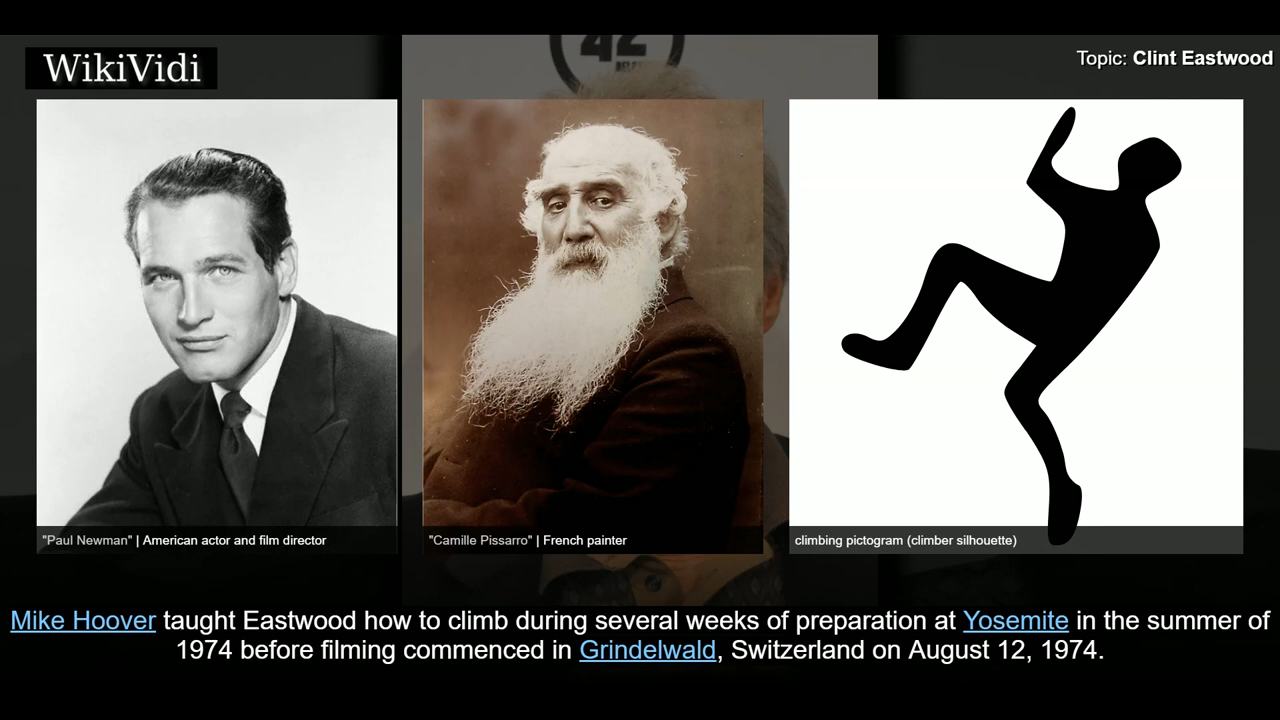 42
WikiVidi
Topic: Clint Eastwood
"Paul Newman" | American actor and film director
"Camille Pissarro" | French painter
climbing pictogram (climber silhouette)
Mike Hoover taught Eastwood how to climb during several weeks of preparation at Yosemite in the summer of
1974 before filming commenced in Grindelwald, Switzerland on August 12, 1974.